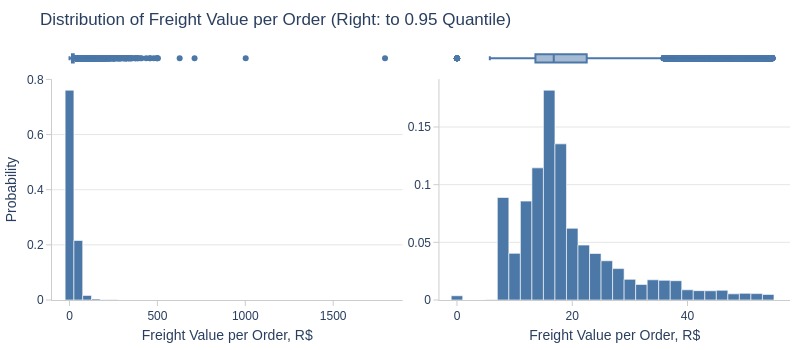 Distribution of Freight Value per Order (Right: to 0.95 Quantile)
Probability
0.8
0.6
0.4
0.2
0
0 500 1000 1500
Freight Value per Order, R$
0.15
0.1
0.05
0
0 20 40
Freight Value per Order, R$